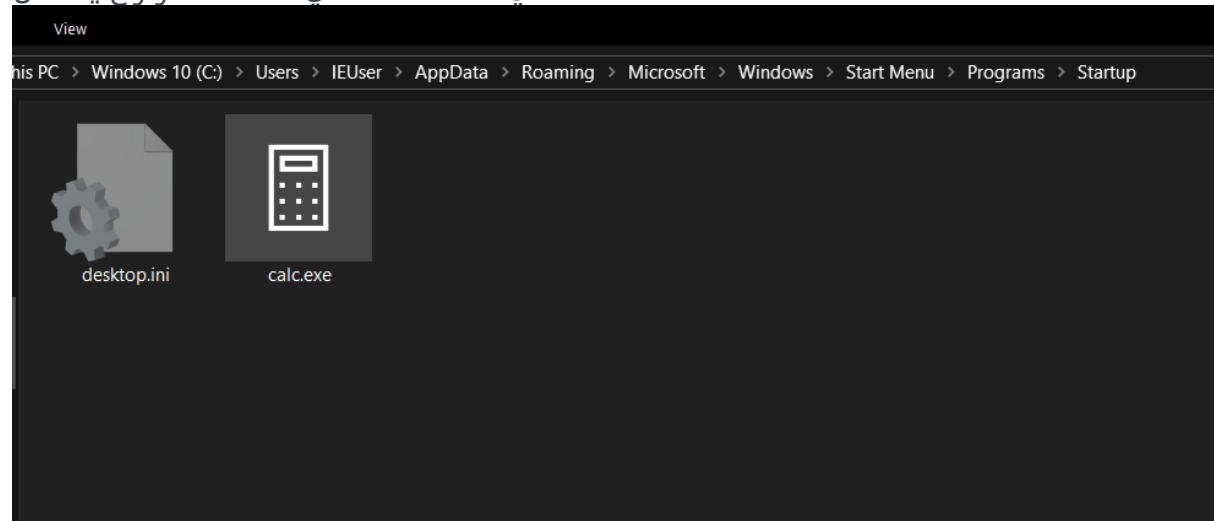 View
his PC > Windows 10 (C:) > Users > IEUser > AppData > Roaming > Microsoft > Windows > Start Menu > Programs > Startup
desktop.ini
calc.exe